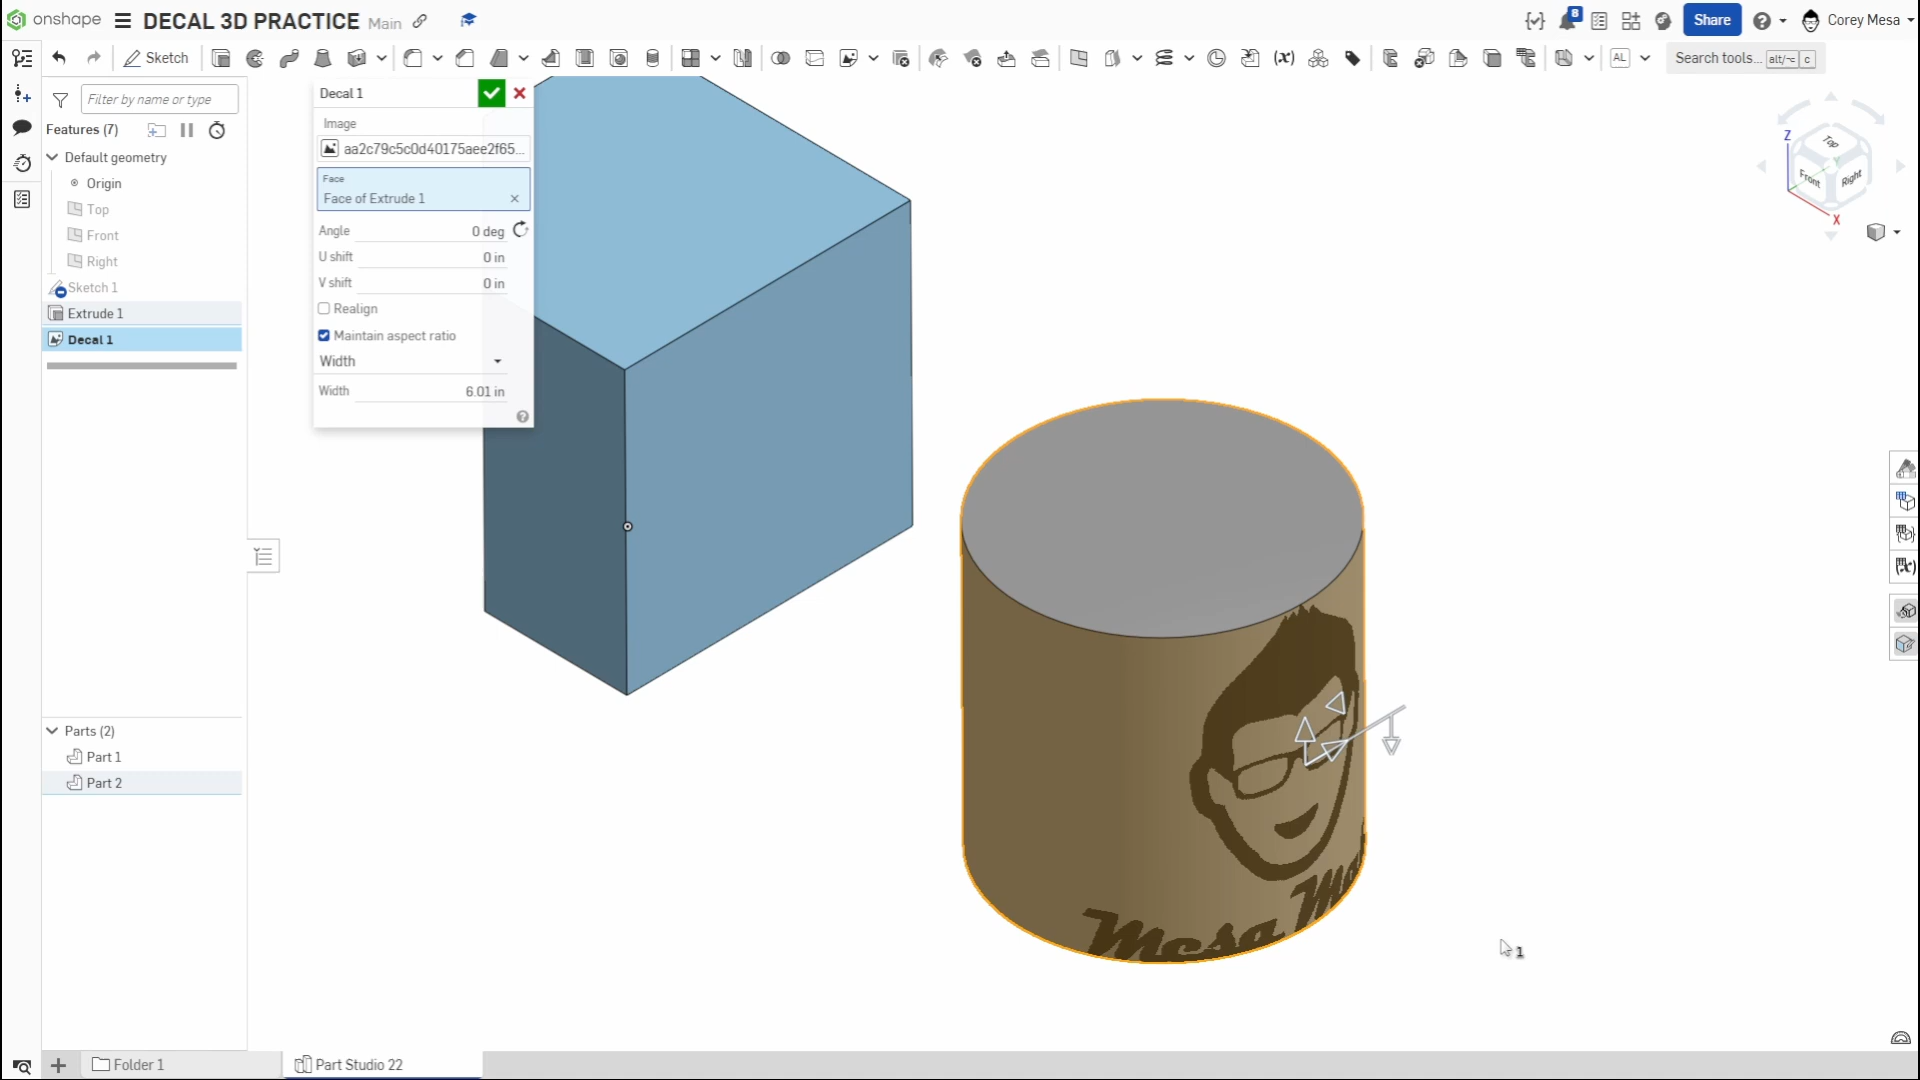 onshape DECAL 3D PRACTICE Main 8 Share Corey Mesa
Sketch AL Search tools... alt/⌥ c
Filter by name or type
Features (7)
Default geometry
Origin
Top
Front
Right
Sketch 1
Extrude 1
Decal 1
Decal 1
Image
aa2c79c5c0d40175aee2f65...
Face
Face of Extrude 1
Angle 0 deg
U shift 0 in
V shift 0 in
Realign
Maintain aspect ratio
Width
Width 6.01 in
Z
Top
Y
Front
Right
X
Mesa
1
Parts (2)
Part 1
Part 2
Folder 1
Part Studio 22